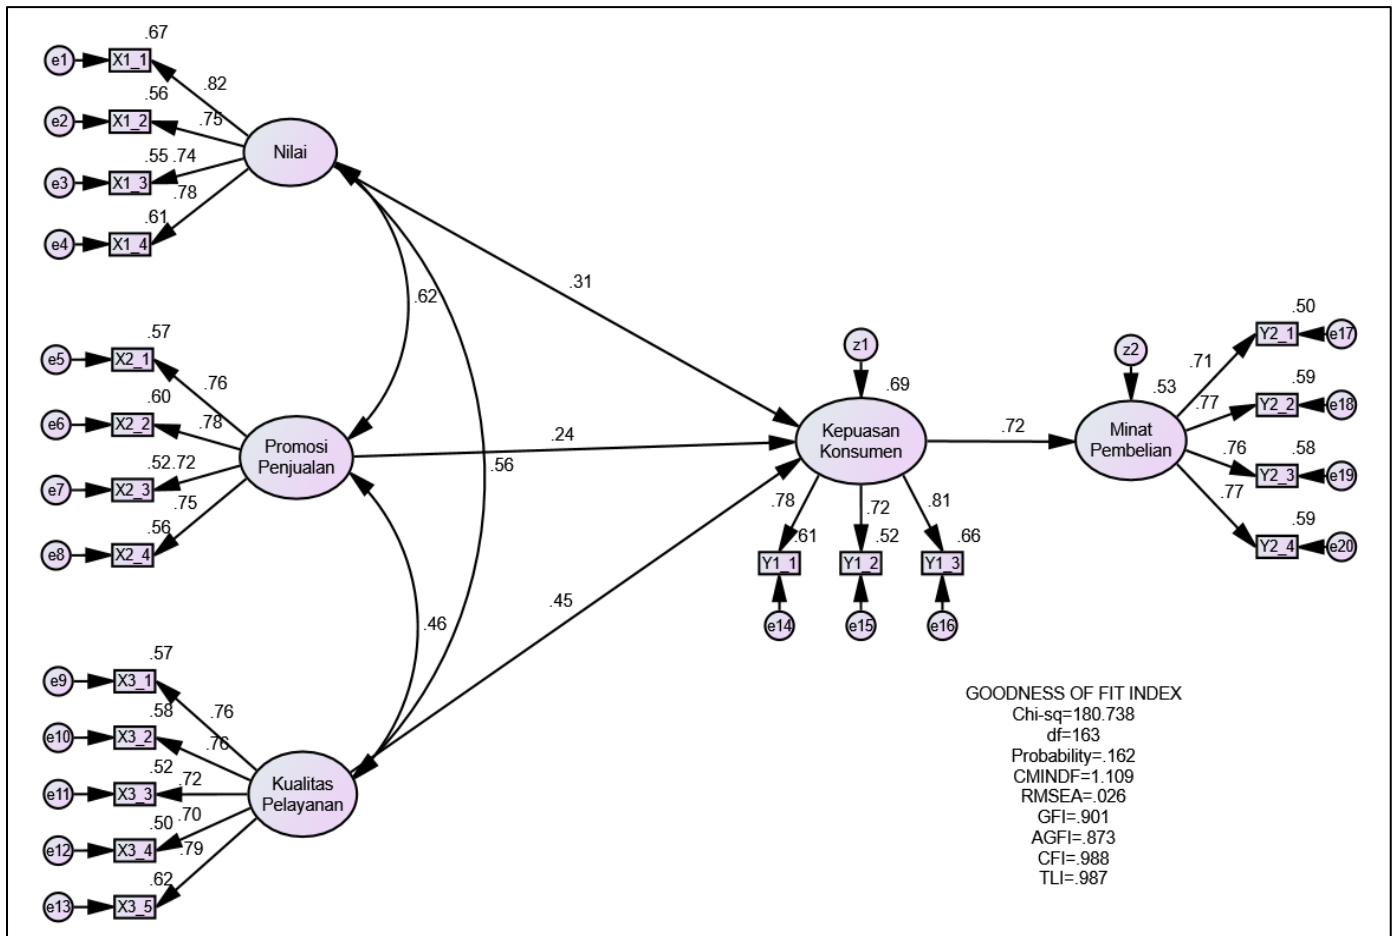 .67
e1
X1_1
.82
.56
e2
X1_2
.75
Nilai
.55
.74
e3
X1_3
.78
.61
e4
X1_4
.31
.62
.57
e5
X2_1
.76
.60
e6
X2_2
.78
Promosi
Penjualan
.52
.72
e7
X2_3
.75
.56
e8
X2_4
.24
.56
.46
.45
.57
e9
X3_1
.76
.58
e10
X3_2
.76
.52
e11
X3_3
.72
Kualitas
Pelayanan
.50
.70
e12
X3_4
.79
.62
e13
X3_5
z1
.69
Kepuasan
Konsumen
.72
.78
.72
.81
.61
.52
.66
Y1_1
Y1_2
Y1_3
e14
e15
e16
z2
.53
Minat
Pembelian
.50
.71
Y2_1
e17
.59
.77
Y2_2
e18
.58
.76
Y2_3
e19
.59
.77
Y2_4
e20
GOODNESS OF FIT INDEX
Chi-sq=180.738
df=163
Probability=.162
CMINDF=1.109
RMSEA=.026
GFI=.901
AGFI=.873
CFI=.988
TLI=.987